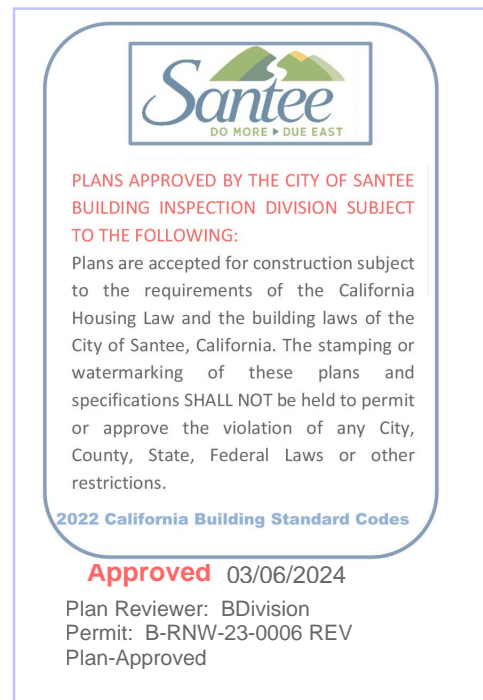 Santee
DO MORE ▶ DUE EAST
PLANS APPROVED BY THE CITY OF SANTEE
BUILDING INSPECTION DIVISION SUBJECT
TO THE FOLLOWING:
Plans are accepted for construction subject
to the requirements of the California
Housing Law and the building laws of the
City of Santee, California. The stamping or
watermarking of these plans and
specifications SHALL NOT be held to permit
or approve the violation of any City,
County, State, Federal Laws or other
restrictions.
2022 California Building Standard Codes
Approved 03/06/2024
Plan Reviewer: BDivision
Permit: B-RNW-23-0006 REV
Plan-Approved